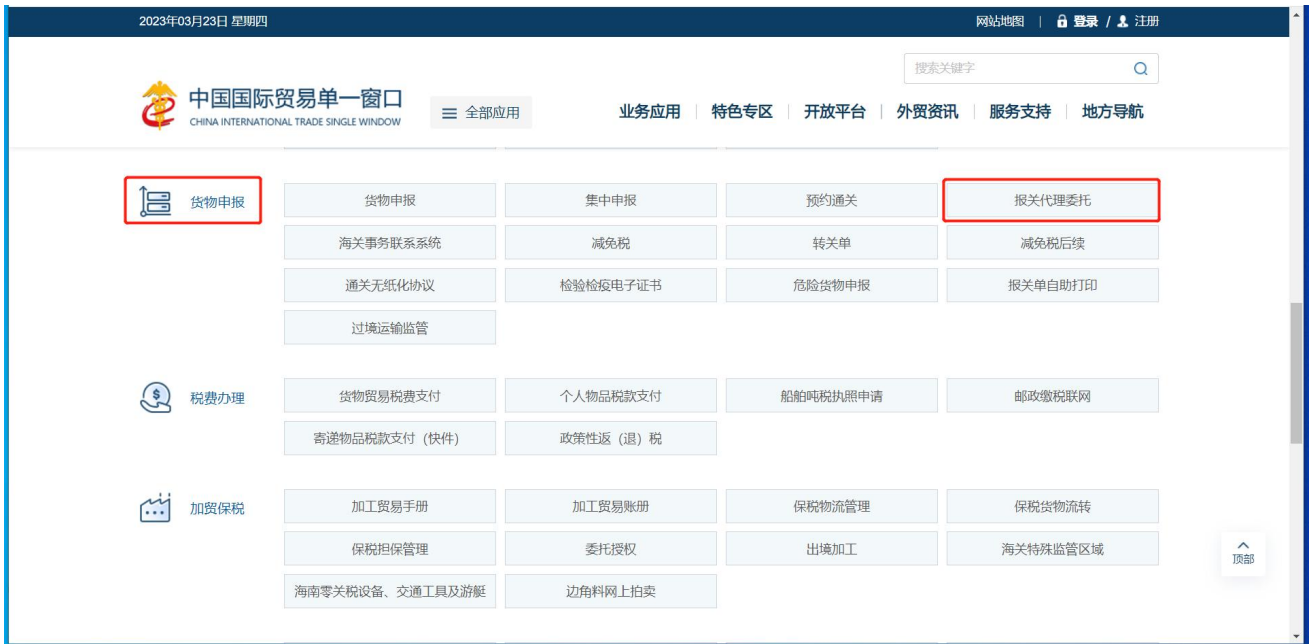 2023年03月23日 星期四 网站地图 | 登录 / 注册
搜索关键字
中国国际贸易单一窗口
CHINA INTERNATIONAL TRADE SINGLE WINDOW
全部应用 业务应用 特色专区 开放平台 外贸资讯 服务支持 地方导航
货物申报 货物申报 集中申报 预约通关 报关代理委托
海关事务联系系统 减免税 转关单 减免税后续
通关无纸化协议 检验检疫电子证书 危险货物申报 报关单自助打印
过境运输监管
税费办理 货物贸易税费支付 个人物品税款支付 船舶吨税执照申请 邮政缴税联网
寄递物品税款支付（快件） 政策性返（退）税
加贸保税 加工贸易手册 加工贸易账册 保税物流管理 保税货物流转
保税担保管理 委托授权 出境加工 海关特殊监管区域
顶部
海南零关税设备、交通工具及游艇 边角料网上拍卖